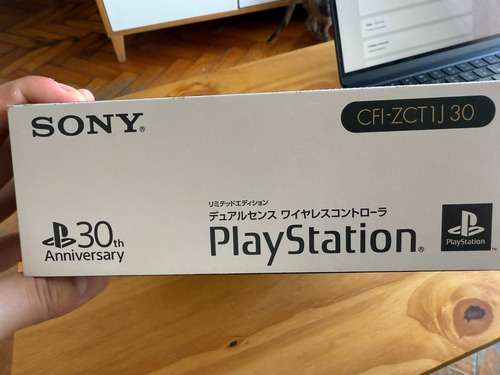 SONY®
CFI-ZCT1J 30
リミテッドエディション
デュアルセンス ワイヤレスコントローラ
PlayStation®
30th
Anniversary
PlayStation
™